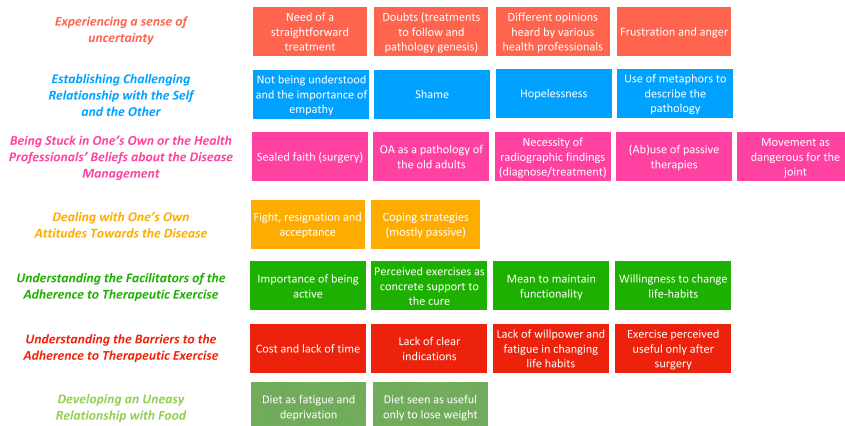 Experiencing a sense of
uncertainty
Need of a
straightforward
treatment
Doubts (treatments
to follow and
pathology genesis)
Different opinions
heard by various
health professionals
Frustration and anger
Establishing Challenging
Relationship with the Self
and the Other
Not being understood
and the importance of
empathy
Shame
Hopelessness
Use of metaphors to
describe the
pathology
Being Stuck in One's Own or the Health
Professionals' Beliefs about the Disease
Management
Sealed faith (surgery)
OA as a pathology of
the old adults
Necessity of
radiographic findings
(diagnose/treatment)
(Ab)use of passive
therapies
Movement as
dangerous for the
joint
Dealing with One's Own
Attitudes Towards the Disease
Fight, resignation and
acceptance
Coping strategies
(mostly passive)
Understanding the Facilitators of the
Adherence to Therapeutic Exercise
Importance of being
active
Perceived exercises as
concrete support to
the cure
Mean to maintain
functionality
Willingness to change
life-habits
Understanding the Barriers to the
Adherence to Therapeutic Exercise
Cost and lack of time
Lack of clear
indications
Lack of willpower and
fatigue in changing
life habits
Exercise perceived
useful only after
surgery
Developing an Uneasy
Relationship with Food
Diet as fatigue and
deprivation
Diet seen as useful
only to lose weight